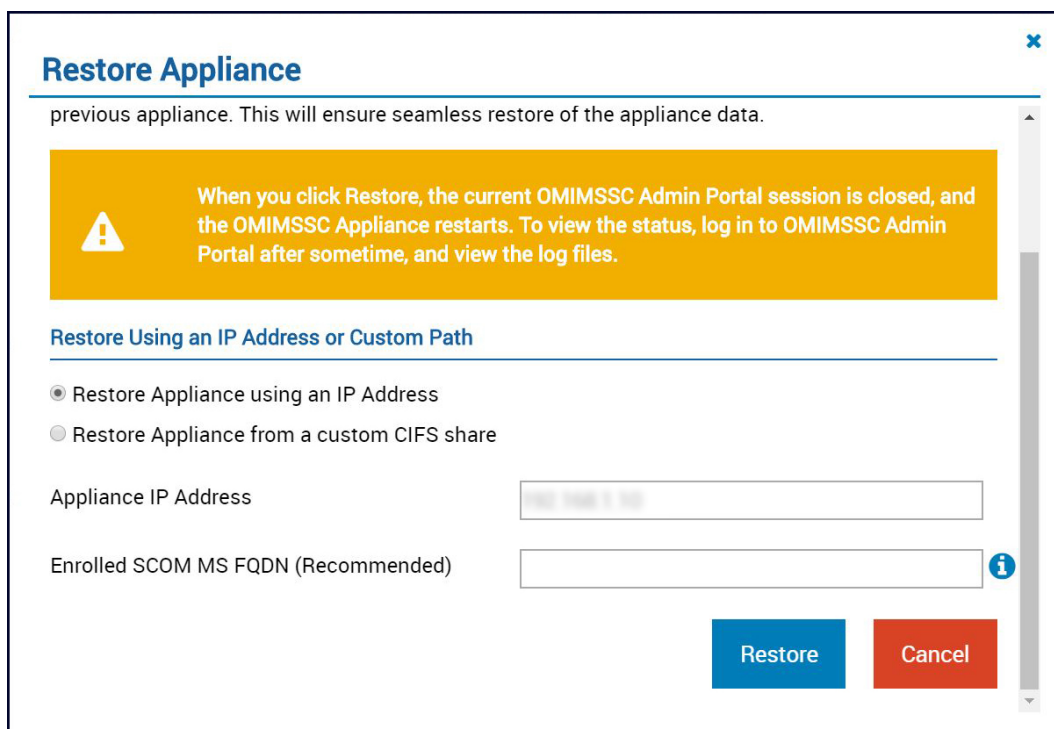 Restore Appliance
previous appliance. This will ensure seamless restore of the appliance data.
When you click Restore, the current OMIMSSC Admin Portal session is closed, and
the OMIMSSC Appliance restarts. To view the status, log in to OMIMSSC Admin
Portal after sometime, and view the log files.
Restore Using an IP Address or Custom Path
Restore Appliance using an IP Address
Restore Appliance from a custom CIFS share
Appliance IP Address
Enrolled SCOM MS FQDN (Recommended)
Restore
Cancel